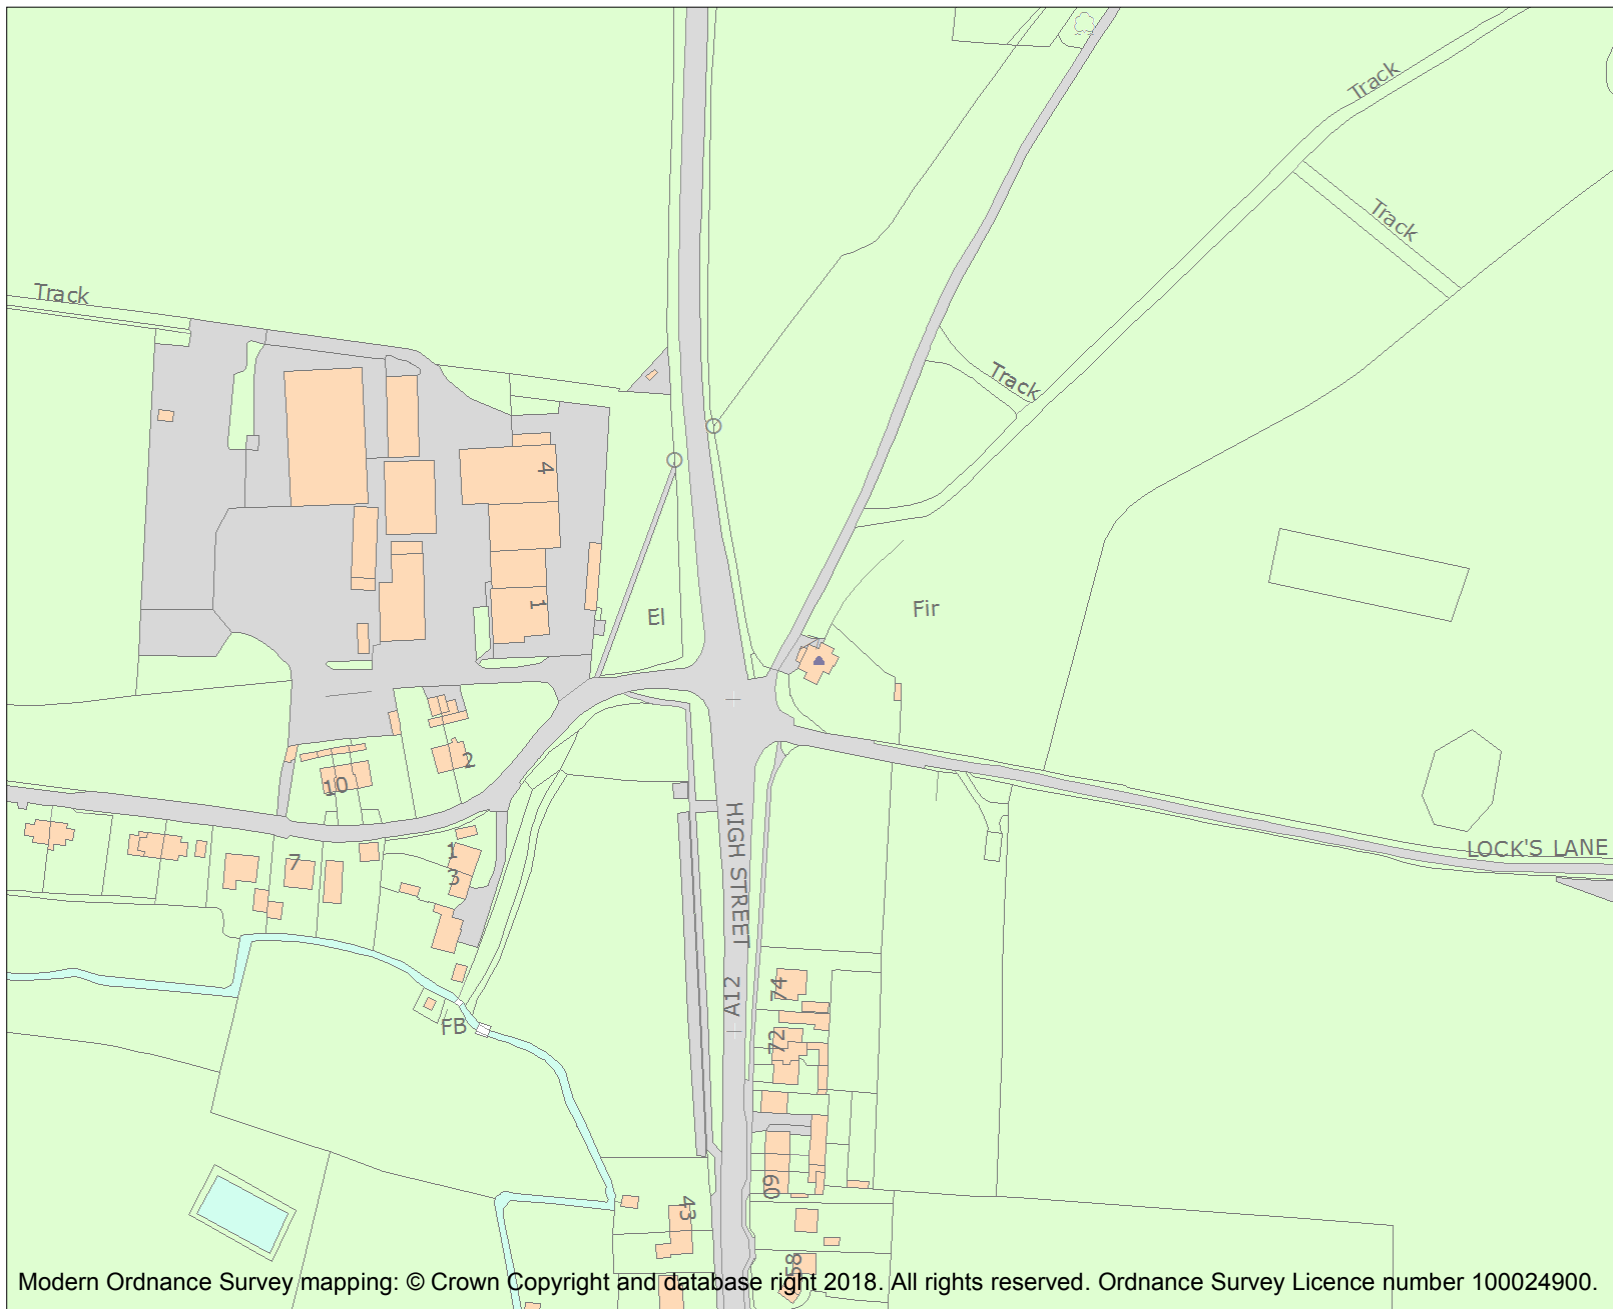 Track
Track
Track
Track
4
1
El
Fir
2
10
HIGH STREET
LOCK'S LANE
1
3
7
A12
74
72
FB
60
43
58
Modern Ordnance Survey mapping: © Crown Copyright and database right 2018. All rights reserved. Ordnance Survey Licence number 100024900.